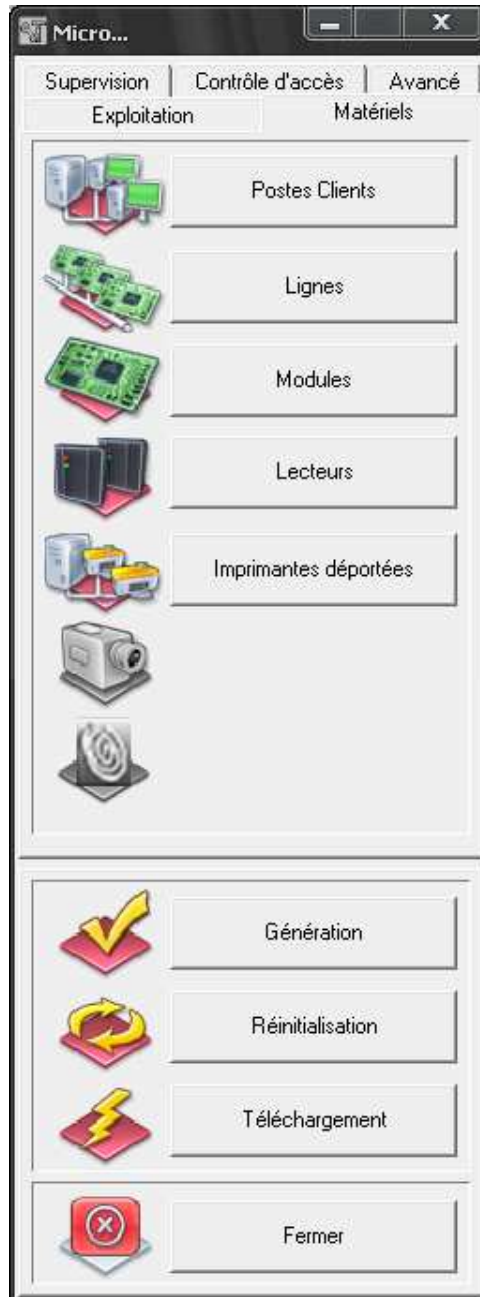 Micro...
Supervision Contrôle d'accès Avancé
Exploitation Matériels
Postes Clients
Lignes
Modules
Lecteurs
Imprimantes déportées
Génération
Réinitialisation
Téléchargement
Fermer